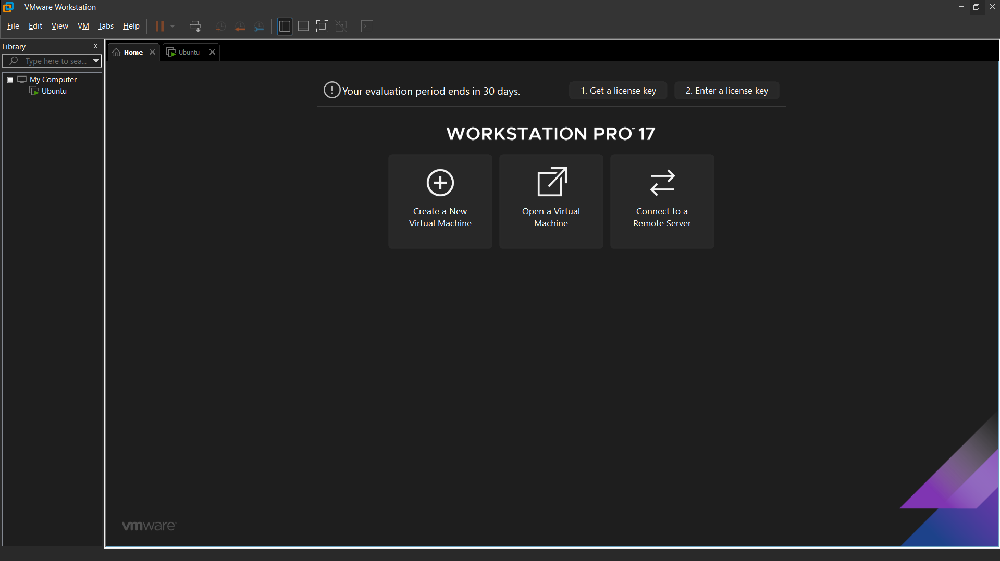 VMware Workstation
File Edit View VM Tabs Help
Library
Type here to sea...
My Computer
Ubuntu
Home
Ubuntu
Your evaluation period ends in 30 days.
1. Get a license key
2. Enter a license key
WORKSTATION PRO™ 17
Create a New
Virtual Machine
Open a Virtual
Machine
Connect to a
Remote Server
vmware®